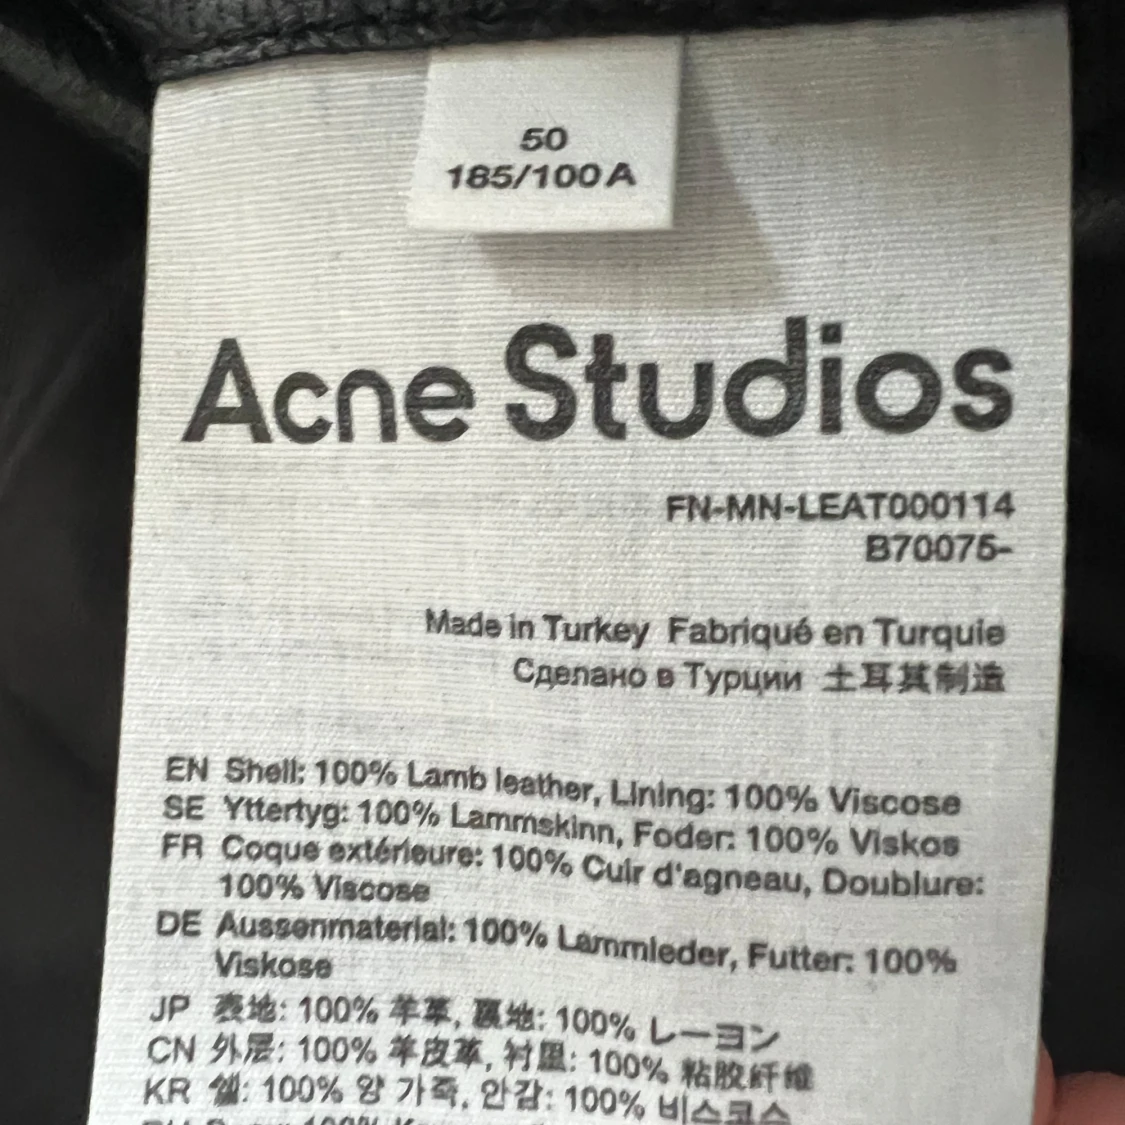 50
185/100A
Acne Studios
FN-MN-LEAT000114
B70075-
Made in Turkey Fabriqué en Turquie
Сделано в Турции 土耳其制造
EN Shell: 100% Lamb leather, Lining: 100% Viscose
SE Yttertyg: 100% Lammskinn, Foder: 100% Viskos
FR Coque extérieure: 100% Cuir d'agneau, Doublure:
100% Viscose
DE Aussenmaterial: 100% Lammleder, Futter: 100%
Viskose
JP 表地: 100% 羊革, 裏地: 100% レーヨン
CN 外层: 100% 羊皮革, 衬里: 100% 粘胶纤维
KR 쉘: 100% 양 가죽, 안감: 100% 비스코스